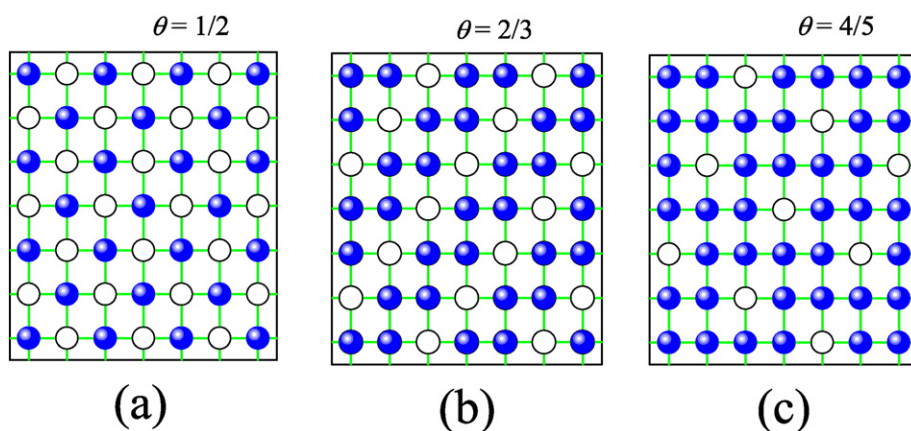 θ = 1/2
θ = 2/3
θ = 4/5
(a)
(b)
(c)